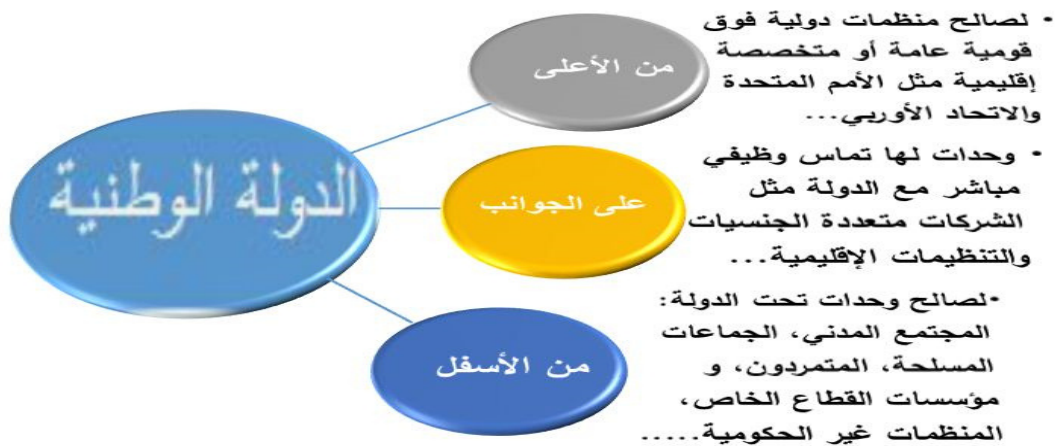 الدولة الوطنية
من الأعلى
• لصالح منظمات دولية فوق
قومية عامة أو متخصصة
إقليمية مثل الأمم المتحدة
والاتحاد الأوربي...
على الجوانب
• وحدات لها تماس وظيفي
مباشر مع الدولة مثل
الشركات متعددة الجنسيات
والتنظيمات الإقليمية...
من الأسفل
•لصالح وحدات تحت الدولة:
المجتمع المدني، الجماعات
المسلحة، المتمردون، و
مؤسسات القطاع الخاص،
المنظمات غير الحكومية.....